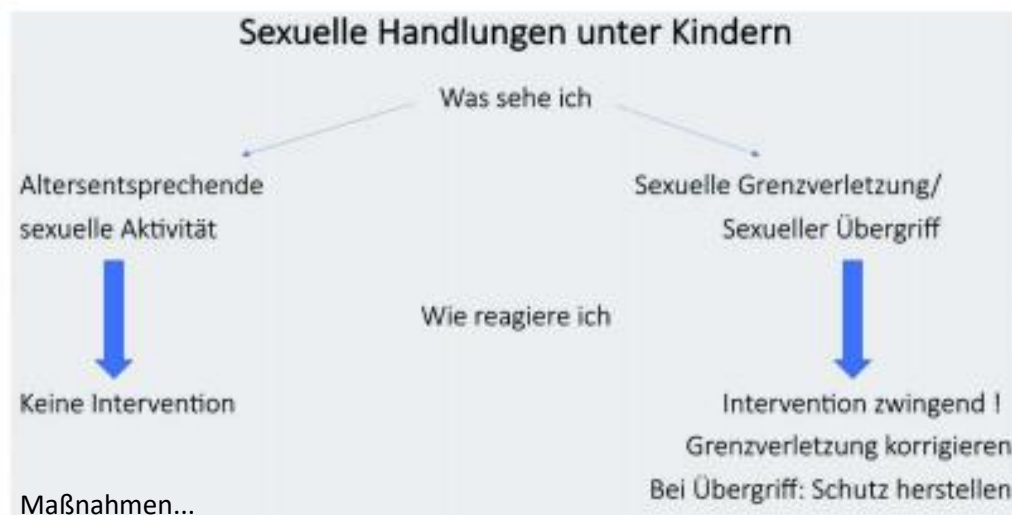 Sexuelle Handlungen unter Kindern
Was sehe ich
Altersentsprechende
sexuelle Aktivität
Sexuelle Grenzverletzung/
Sexueller Übergriff
Wie reagiere ich
Keine Intervention
Intervention zwingend !
Grenzverletzung korrigieren
Bei Übergriff: Schutz herstellen
Maßnahmen...